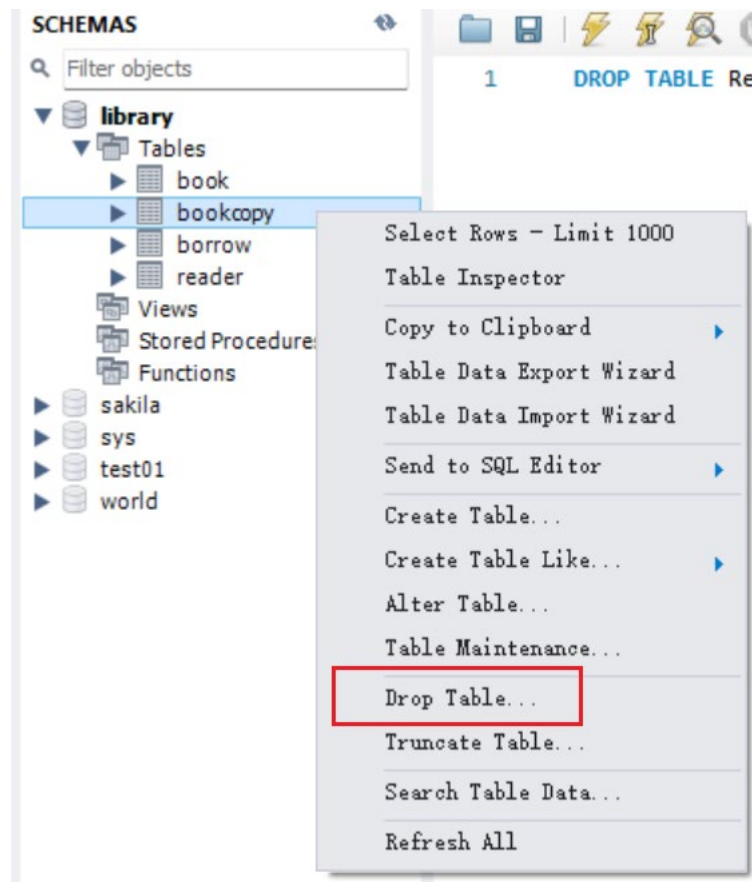 SCHEMAS
Filter objects
library
Tables
book
bookcopy
borrow
reader
Views
Stored Procedures
Functions
sakila
sys
test01
world
1 DROP TABLE Re
Select Rows - Limit 1000
Table Inspector
Copy to Clipboard
Table Data Export Wizard
Table Data Import Wizard
Send to SQL Editor
Create Table...
Create Table Like...
Alter Table...
Table Maintenance...
Drop Table...
Truncate Table...
Search Table Data...
Refresh All